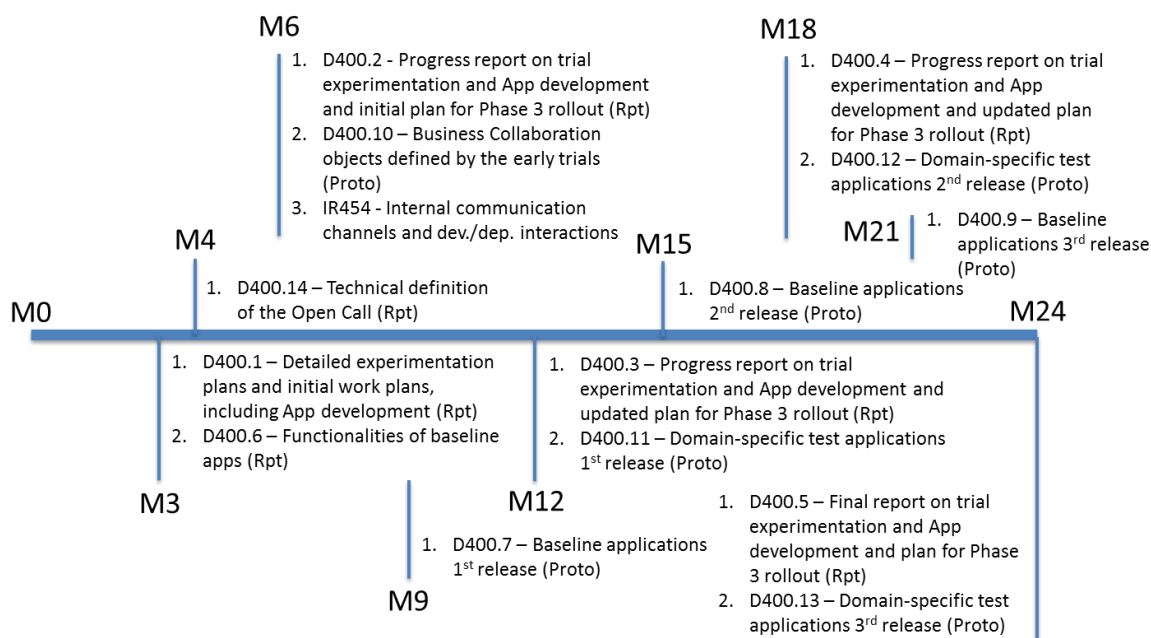 M6
1. D400.2 - Progress report on trial
experimentation and App development
and initial plan for Phase 3 rollout (Rpt)
2. D400.10 – Business Collaboration
objects defined by the early trials
(Proto)
3. IR454 - Internal communication
channels and dev./dep. interactions
M18
1. D400.4 – Progress report on trial
experimentation and App
development and updated plan
for Phase 3 rollout (Rpt)
2. D400.12 – Domain-specific test
applications 2nd release (Proto)
M21
1. D400.9 – Baseline
applications 3rd release
(Proto)
M4
1. D400.14 – Technical definition
of the Open Call (Rpt)
M15
1. D400.8 – Baseline applications
2nd release (Proto)
M0
M24
1. D400.1 – Detailed experimentation
plans and initial work plans,
including App development (Rpt)
2. D400.6 – Functionalities of baseline
apps (Rpt)
M3
1. D400.3 – Progress report on trial
experimentation and App development and
updated plan for Phase 3 rollout (Rpt)
2. D400.11 – Domain-specific test applications
1st release (Proto)
M12
1. D400.7 – Baseline applications
1st release (Proto)
M9
1. D400.5 – Final report on trial
experimentation and App
development and plan for Phase
3 rollout (Rpt)
2. D400.13 – Domain-specific test
applications 3rd release (Proto)